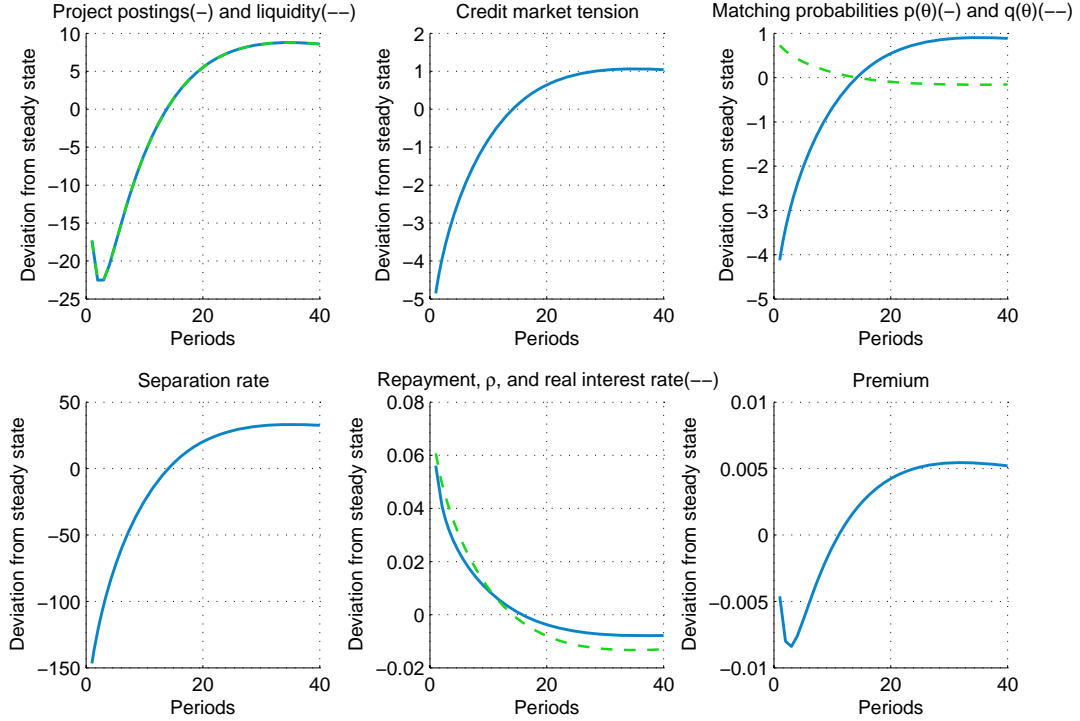 Project postings(−) and liquidity(−−)
Credit market tension
Matching probabilities p(θ)(−) and q(θ)(−−)
Deviation from steady state
10
5
0
−5
−10
−15
−20
−25
0 20 40
Periods
Deviation from steady state
2
1
0
−1
−2
−3
−4
−5
0 20 40
Periods
Deviation from steady state
1
0
−1
−2
−3
−4
−5
0 20 40
Periods
Separation rate
Repayment, ρ, and real interest rate(−−)
Premium
Deviation from steady state
50
0
−50
−100
−150
0 20 40
Periods
Deviation from steady state
0.08
0.06
0.04
0.02
0
−0.02
0 20 40
Periods
Deviation from steady state
0.01
0.005
0
−0.005
−0.01
0 20 40
Periods